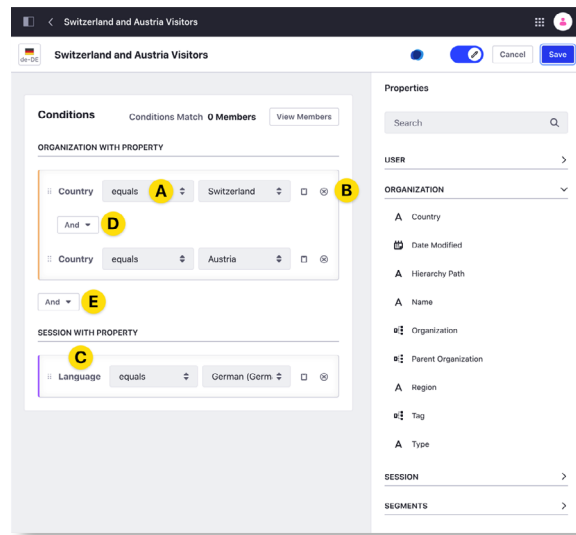 Switzerland and Austria Visitors
de-DE
Switzerland and Austria Visitors
Cancel
Save
Conditions
Conditions Match 0 Members
View Members
ORGANIZATION WITH PROPERTY
Country equals A Switzerland B
And D
Country equals Austria
And E
SESSION WITH PROPERTY
C
Language equals German (Germ
Properties
Search
USER
ORGANIZATION
A Country
Date Modified
A Hierarchy Path
A Name
Organization
Parent Organization
A Region
Tag
A Type
SESSION
SEGMENTS